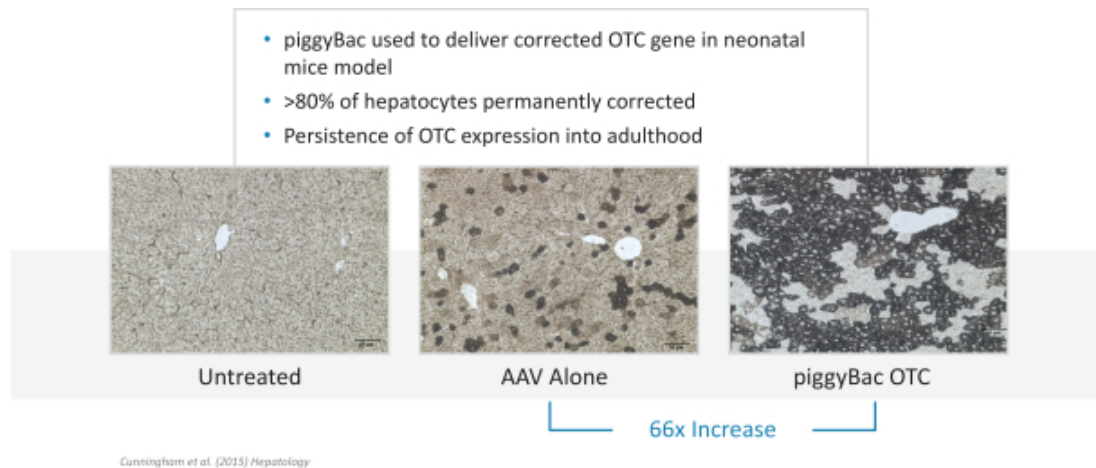 • piggyBac used to deliver corrected OTC gene in neonatal
mice model
• >80% of hepatocytes permanently corrected
• Persistence of OTC expression into adulthood
Untreated
AAV Alone
piggyBac OTC
66x Increase
Cunningham et al. (2015) Hepatology